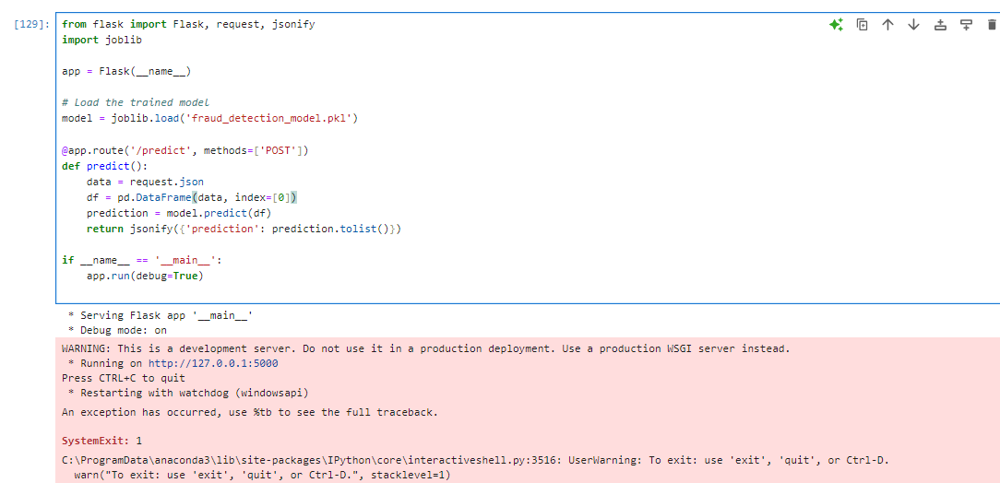 [129]: from flask import Flask, request, jsonify
import joblib
app = Flask(__name__)
# Load the trained model
model = joblib.load('fraud_detection_model.pkl')
@app.route('/predict', methods=['POST'])
def predict():
    data = request.json
    df = pd.DataFrame(data, index=[0])
    prediction = model.predict(df)
    return jsonify({'prediction': prediction.tolist()})
if __name__ == '__main__':
    app.run(debug=True)
 * Serving Flask app '__main__'
 * Debug mode: on
WARNING: This is a development server. Do not use it in a production deployment. Use a production WSGI server instead.
 * Running on http://127.0.0.1:5000
Press CTRL+C to quit
 * Restarting with watchdog (windowsapi)
An exception has occurred, use %tb to see the full traceback.
SystemExit: 1
C:\ProgramData\anaconda3\lib\site-packages\IPython\core\interactiveshell.py:3516: UserWarning: To exit: use 'exit', 'quit', or Ctrl-D.
  warn("To exit: use 'exit', 'quit', or Ctrl-D.", stacklevel=1)